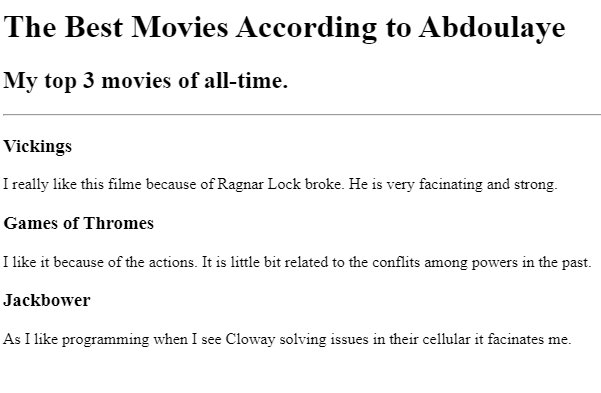 The Best Movies According to Abdoulaye
My top 3 movies of all-time.
Vickings
I really like this filme because of Ragnar Lock broke. He is very facinating and strong.
Games of Thromes
I like it because of the actions. It is little bit related to the conflits among powers in the past.
Jackbower
As I like programming when I see Cloway solving issues in their cellular it facinates me.